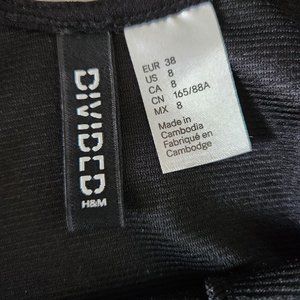 DIVIDED
H&M
EUR 38
US 8
CA 8
CN 165/88A
MX 8
Made in
Cambodia
Fabriqué en
Cambodge